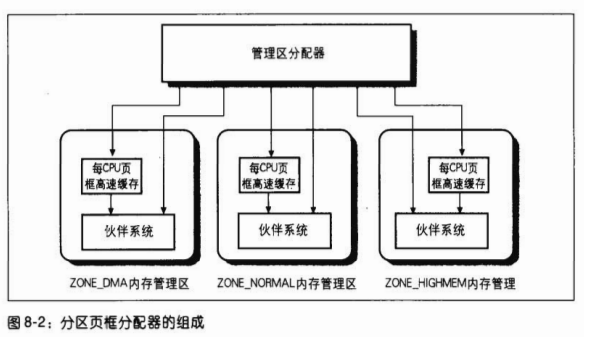 管理区分配器
每CPU页
框高速缓存
每CPU页
框高速缓存
每CPU页
框高速缓存
伙伴系统
伙伴系统
伙伴系统
ZONE_DMA内存管理区
ZONE_NORMAL内存管理区
ZONE_HIGHMEM内存管理
图8-2：分区页框分配器的组成